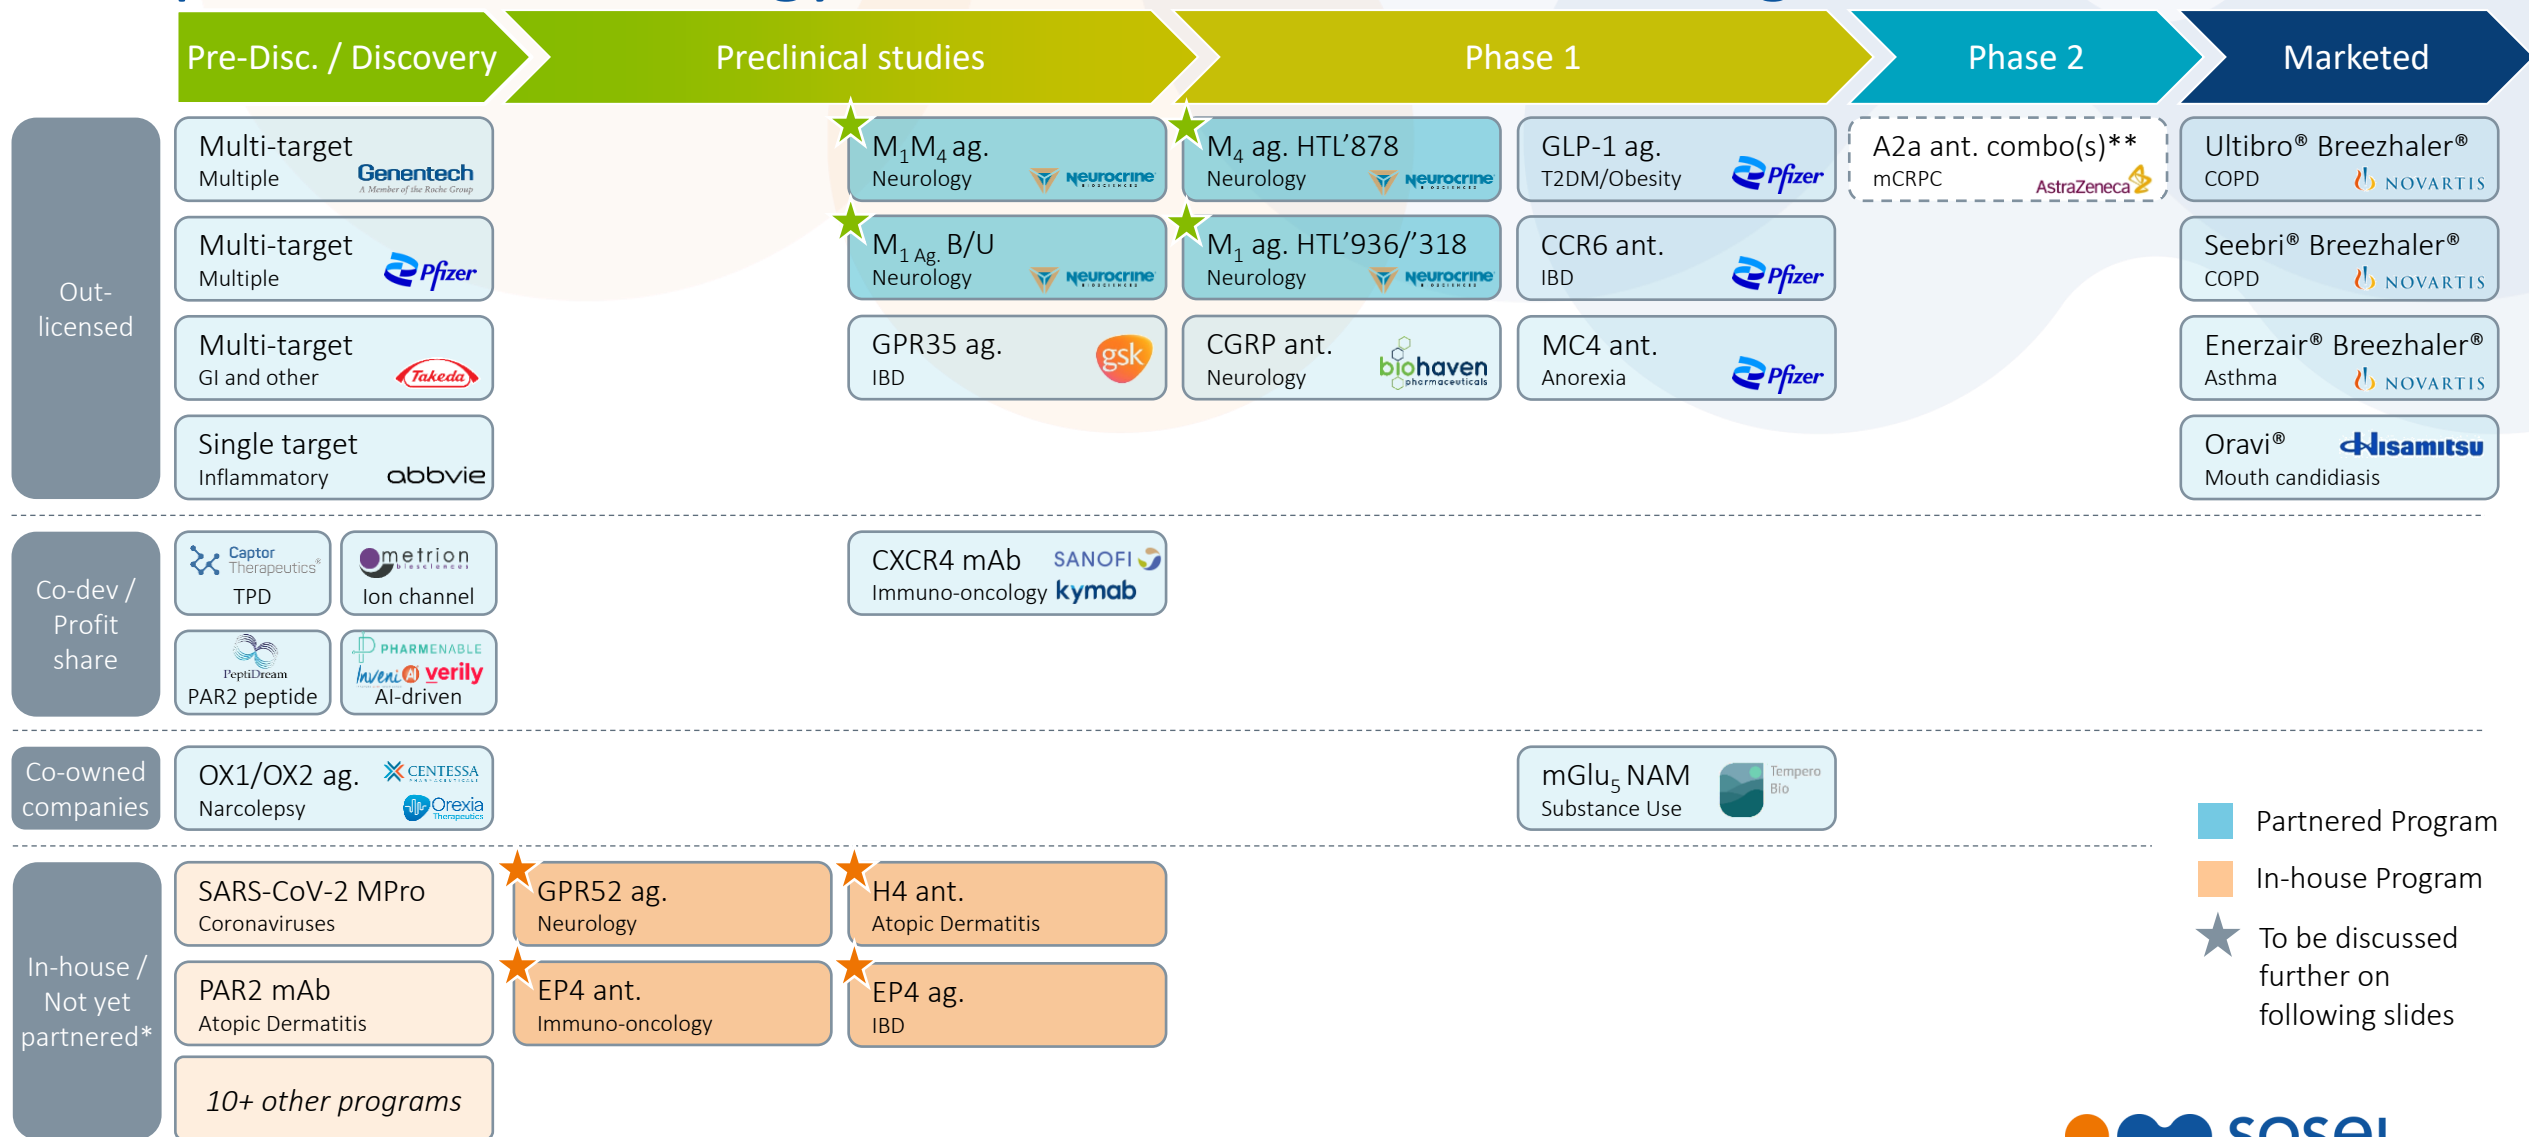 Pre-Disc. / Discovery
Preclinical studies
Phase 1
Phase 2
Marketed
Out-
licensed
Multi-target
Multiple
Genentech
A Member of the Roche Group
M₁M₄ ag.
Neurology
NEUROCRINE
BIOSCIENCES
M₄ ag. HTL'878
Neurology
NEUROCRINE
BIOSCIENCES
GLP-1 ag.
T2DM/Obesity
Pfizer
A2a ant. combo(s)**
mCRPC
AstraZeneca
Ultibro® Breezhaler®
COPD
NOVARTIS
Multi-target
Multiple
Pfizer
M₁ Ag. B/U
Neurology
NEUROCRINE
BIOSCIENCES
M₁ ag. HTL'936/'318
Neurology
NEUROCRINE
BIOSCIENCES
CCR6 ant.
IBD
Pfizer
Seebri® Breezhaler®
COPD
NOVARTIS
Multi-target
GI and other
Takeda
GPR35 ag.
IBD
gsk
CGRP ant.
Neurology
biohaven
pharmaceuticals
MC4 ant.
Anorexia
Pfizer
Enerzair® Breezhaler®
Asthma
NOVARTIS
Single target
Inflammatory
abbvie
Oravi®
Mouth candidiasis
Hisamitsu
Co-dev /
Profit
share
Captor
Therapeutics®
TPD
metrion
biosciences
Ion channel
CXCR4 mAb
Immuno-oncology
SANOFI
kymab
PeptiDream
PAR2 peptide
PHARMENABLE
InveniAI verily
AI-driven
Co-owned
companies
OX1/OX2 ag.
Narcolepsy
CENTESSA
PHARMACEUTICALS
Orexia
Therapeutics
mGlu₅ NAM
Substance Use
Tempero
Bio
In-house /
Not yet
partnered*
SARS-CoV-2 MPro
Coronaviruses
GPR52 ag.
Neurology
H4 ant.
Atopic Dermatitis
PAR2 mAb
Atopic Dermatitis
EP4 ant.
Immuno-oncology
EP4 ag.
IBD
10+ other programs
Partnered Program
In-house Program
To be discussed
further on
following slides
sosei